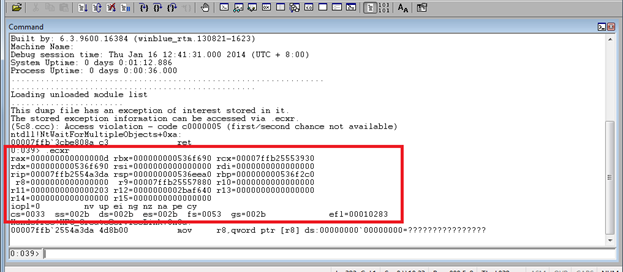 Command
Built by: 6.3.9600.16384 (winblue_rtm.130821-1623)
Machine Name:
Debug session time: Thu Jan 16 12:41:31.000 2014 (UTC + 8:00)
System Uptime: 0 days 0:01:12.886
Process Uptime: 0 days 0:00:36.000
................................................................
Loading unloaded module list
......................
This dump file has an exception of interest stored in it.
The stored exception information can be accessed via .ecxr.
(5c8.ccc): Access violation - code c0000005 (first/second chance not available)
ntdll!NtWaitForMultipleObjects+0xa:
00007ffb`3cbe808a c3 ret
0:039> .ecxr
rax=000000000000000d rbx=000000000536f690 rcx=00007ffb25553930
rdx=000000000536f690 rsi=0000000000000000 rdi=0000000000000000
rip=00007ffb2554a3da rsp=000000000536eea0 rbp=000000000536f2c0
r8=0000000000000000 r9=00007ffb25557880 r10=0000000000000000
r11=0000000000000203 r12=0000000002baf640 r13=0000000000000000
r14=0000000000000000 r15=0000000000000000
iopl=0 nv up ei ng nz na pe cy
cs=0033 ss=002b ds=002b es=002b fs=0053 gs=002b efl=00010283
00007ffb`2554a3da 4d8b00 mov r8,qword ptr [r8] ds:00000000`00000000=????????????????
0:039>